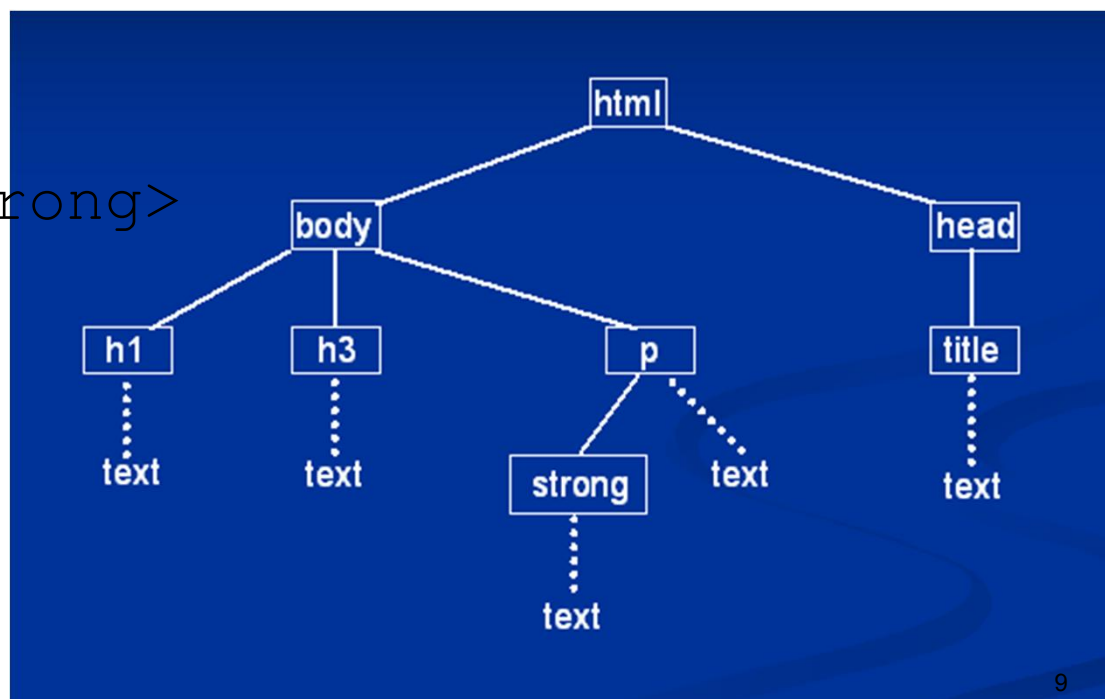 html
rong>
body
head
h1
h3
p
title
text
text
strong
text
text
text
9